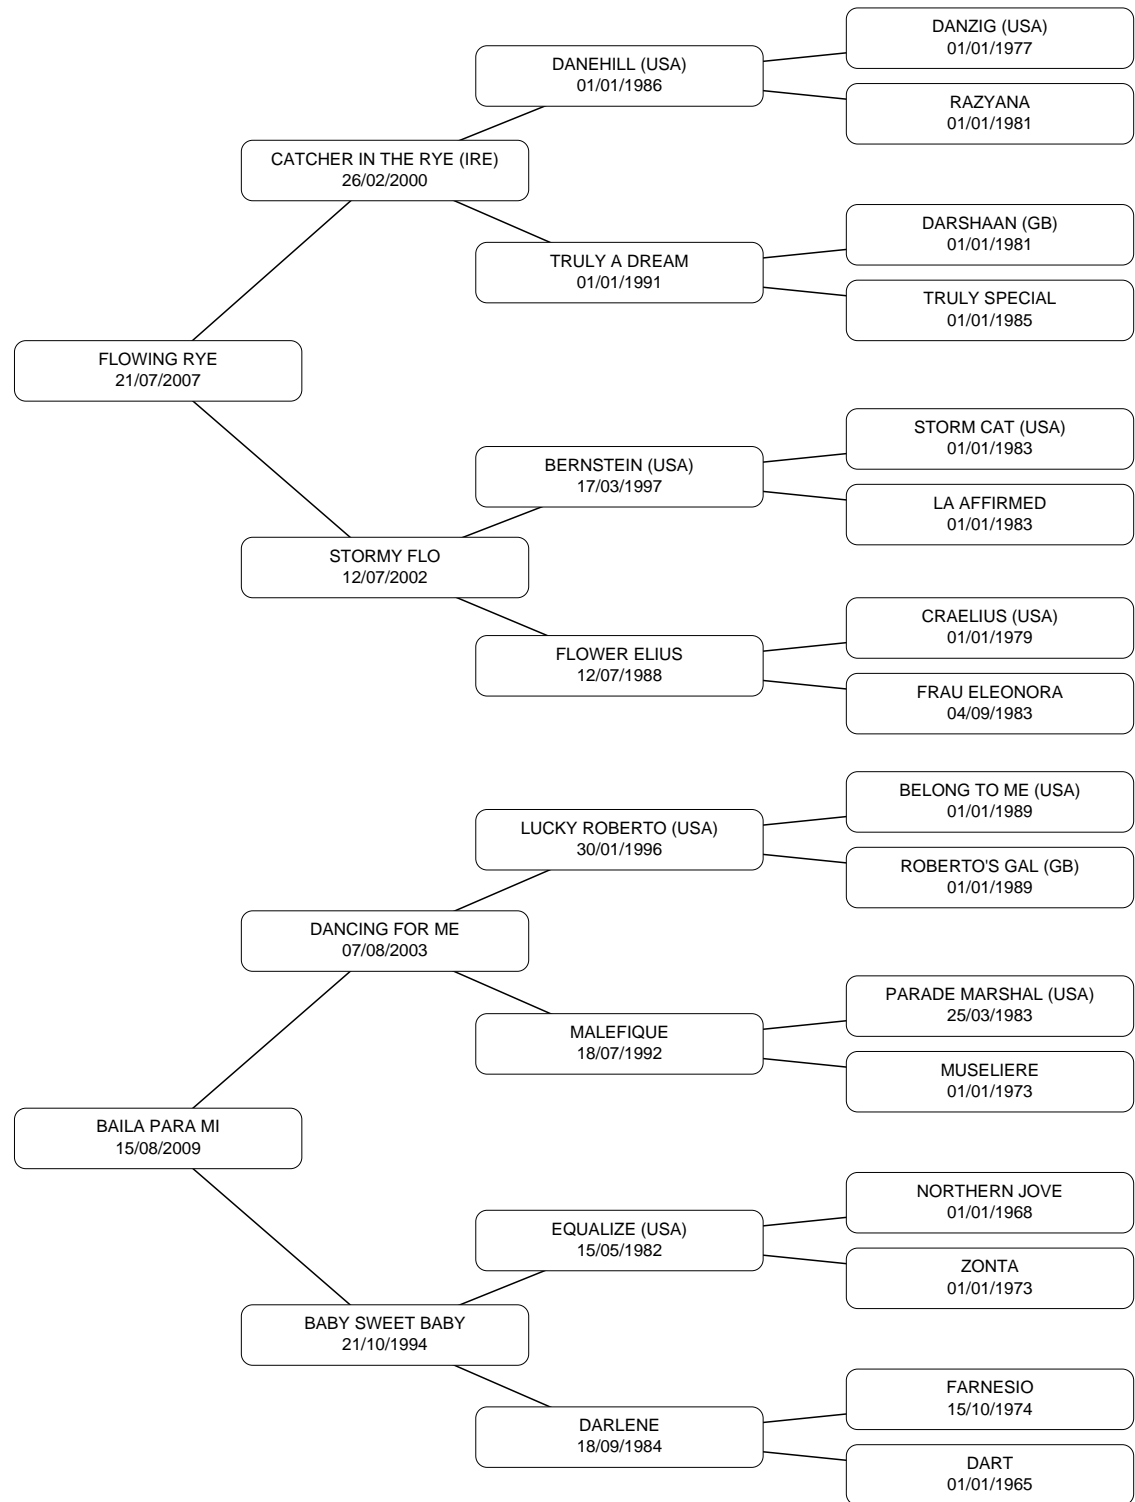 DANZIG (USA)
01/01/1977
DANEHILL (USA)
01/01/1986
RAZYANA
01/01/1981
CATCHER IN THE RYE (IRE)
26/02/2000
DARSHAAN (GB)
01/01/1981
TRULY A DREAM
01/01/1991
TRULY SPECIAL
01/01/1985
FLOWING RYE
21/07/2007
STORM CAT (USA)
01/01/1983
BERNSTEIN (USA)
17/03/1997
LA AFFIRMED
01/01/1983
STORMY FLO
12/07/2002
CRAELIUS (USA)
01/01/1979
FLOWER ELIUS
12/07/1988
FRAU ELEONORA
04/09/1983
BELONG TO ME (USA)
01/01/1989
LUCKY ROBERTO (USA)
30/01/1996
ROBERTO'S GAL (GB)
01/01/1989
DANCING FOR ME
07/08/2003
PARADE MARSHAL (USA)
25/03/1983
MALEFIQUE
18/07/1992
MUSELIERE
01/01/1973
BAILA PARA MI
15/08/2009
NORTHERN JOVE
01/01/1968
EQUALIZE (USA)
15/05/1982
ZONTA
01/01/1973
BABY SWEET BABY
21/10/1994
FARNESIO
15/10/1974
DARLENE
18/09/1984
DART
01/01/1965